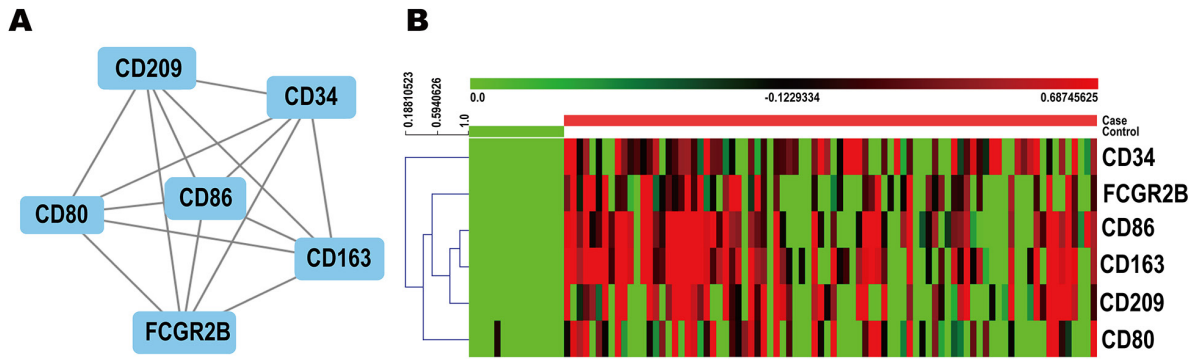 A
B
CD209
CD34
CD86
CD80
CD163
FCGR2B
0.18810523
0.5940626
1.0
0.0
-0.1229334
0.68745625
Case
Control
CD34
FCGR2B
CD86
CD163
CD209
CD80